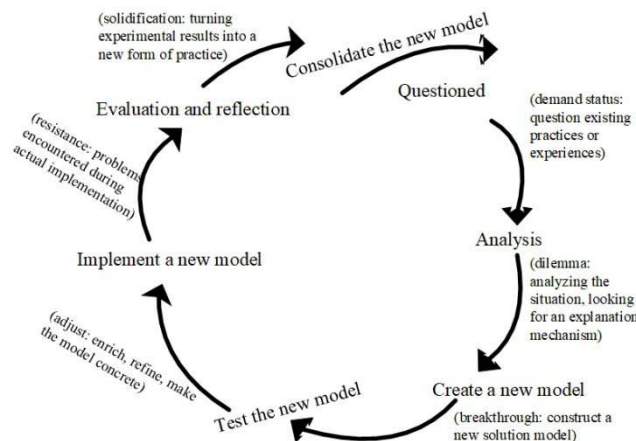 (solidification: turning
experimental results into a
new form of practice)
Consolidate the new model
Questioned
(demand status:
question existing
practices or
experiences)
Analysis
(dilemma:
analyzing the
situation, looking
for an explanation
mechanism)
Create a new model
(breakthrough: construct a
new solution model)
Test the new model
(adjust: enrich, refine, make
the model concrete)
Implement a new model
(resistance: problems
encountered during
actual implementation)
Evaluation and reflection